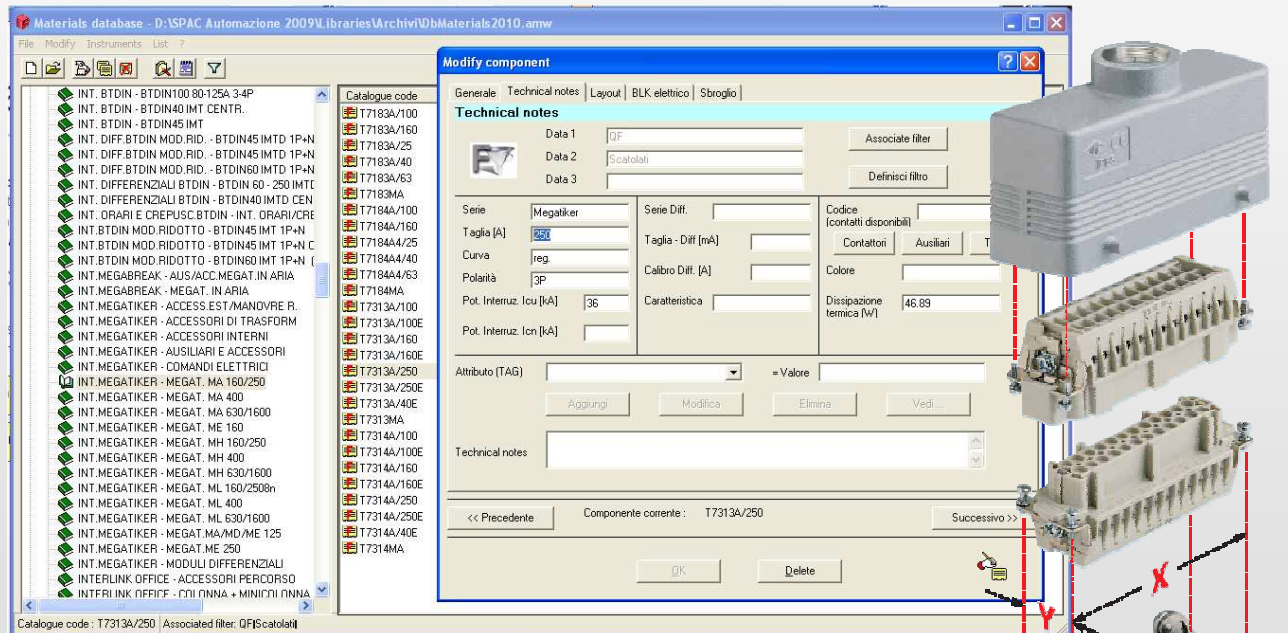 Materials database - D:\SPAC Automazione 2009\Libraries\Archivi\DbMaterials2010.amw
File Modify Instruments List ?
INT. BTDIN - BTDIN100 80-125A 3-4P
INT. BTDIN - BTDIN40 IMT CENTR.
INT. BTDIN - BTDIN45 IMT
INT. DIFF.BTDIN MOD.RID. - BTDIN45 IMTD 1P+N
INT. DIFF.BTDIN MOD.RID. - BTDIN45 IMTD 1P+N
INT. DIFF.BTDIN MOD.RID. - BTDIN60 IMTD 1P+N
INT. DIFFERENZIALI BTDIN - BTDIN 60 - 250 IMTD
INT. DIFFERENZIALI BTDIN - BTDIN40 IMTD CEN
INT. ORARI E CREPUSC.BTDIN - INT. ORARI/CRE
INT.BTDIN MOD.RIDOTTO - BTDIN45 IMT 1P+N
INT.BTDIN MOD.RIDOTTO - BTDIN45 IMT 1P+N C
INT.BTDIN MOD.RIDOTTO - BTDIN60 IMT 1P+N (
INT.MEGABREAK - AUS/ACC.MEGAT.IN ARIA
INT.MEGABREAK - MEGAT. IN ARIA
INT.MEGATIKER - ACCESS.EST/MANOVRE R.
INT.MEGATIKER - ACCESSORI DI TRASFORM
INT.MEGATIKER - ACCESSORI INTERNI
INT.MEGATIKER - AUSILIARI E ACCESSORI
INT.MEGATIKER - COMANDI ELETTRICI
INT.MEGATIKER - MEGAT. MA 160/250
INT.MEGATIKER - MEGAT. MA 400
INT.MEGATIKER - MEGAT. MA 630/1600
INT.MEGATIKER - MEGAT. ME 160
INT.MEGATIKER - MEGAT. MH 160/250
INT.MEGATIKER - MEGAT. MH 400
INT.MEGATIKER - MEGAT. MH 630/1600
INT.MEGATIKER - MEGAT. ML 160/2508n
INT.MEGATIKER - MEGAT. ML 400
INT.MEGATIKER - MEGAT. ML 630/1600
INT.MEGATIKER - MEGAT.MA/MD/ME 125
INT.MEGATIKER - MEGAT.ME 250
INT.MEGATIKER - MODULI DIFFERENZIALI
INTERLINK OFFICE - ACCESSORI PERCORSO
INTERLINK OFFICE - COLONNA + MINICOLONNA
Catalogue code
T7183A/100
T7183A/160
T7183A/25
T7183A/40
T7183A/63
T7183MA
T7184A/100
T7184A/160
T7184A4/25
T7184A4/40
T7184A4/63
T7184MA
T7313A/100
T7313A/100E
T7313A/160
T7313A/160E
T7313A/250
T7313A/250E
T7313A/40E
T7313MA
T7314A/100
T7314A/100E
T7314A/160
T7314A/160E
T7314A/250
T7314A/250E
T7314A/40E
T7314MA
Modify component
Generale Technical notes Layout BLK elettrico Sbroglio
Technical notes
Data 1 QF Associate filter
Data 2 Scatolati
Data 3 Definisci filtro
Serie Megatiker Serie Diff. Codice
(contatti disponibili)
Taglia [A] 250 Taglia - Diff [mA] Contattori Ausiliari T
Curva reg.
Polarità 3P Calibro Diff. [A] Colore
Pot. Interruz. Icu [kA] 36 Caratteristica Dissipazione
termica (W) 46.89
Pot. Interruz. Icn [kA]
Attributo (TAG) = Valore
Aggiungi Modifica Elimina Vedi ...
Technical notes
<< Precedente Componente corrente : T7313A/250 Successivo >>
OK Delete
X
Y
Catalogue code : T7313A/250 Associated filter: QF|Scatolati|